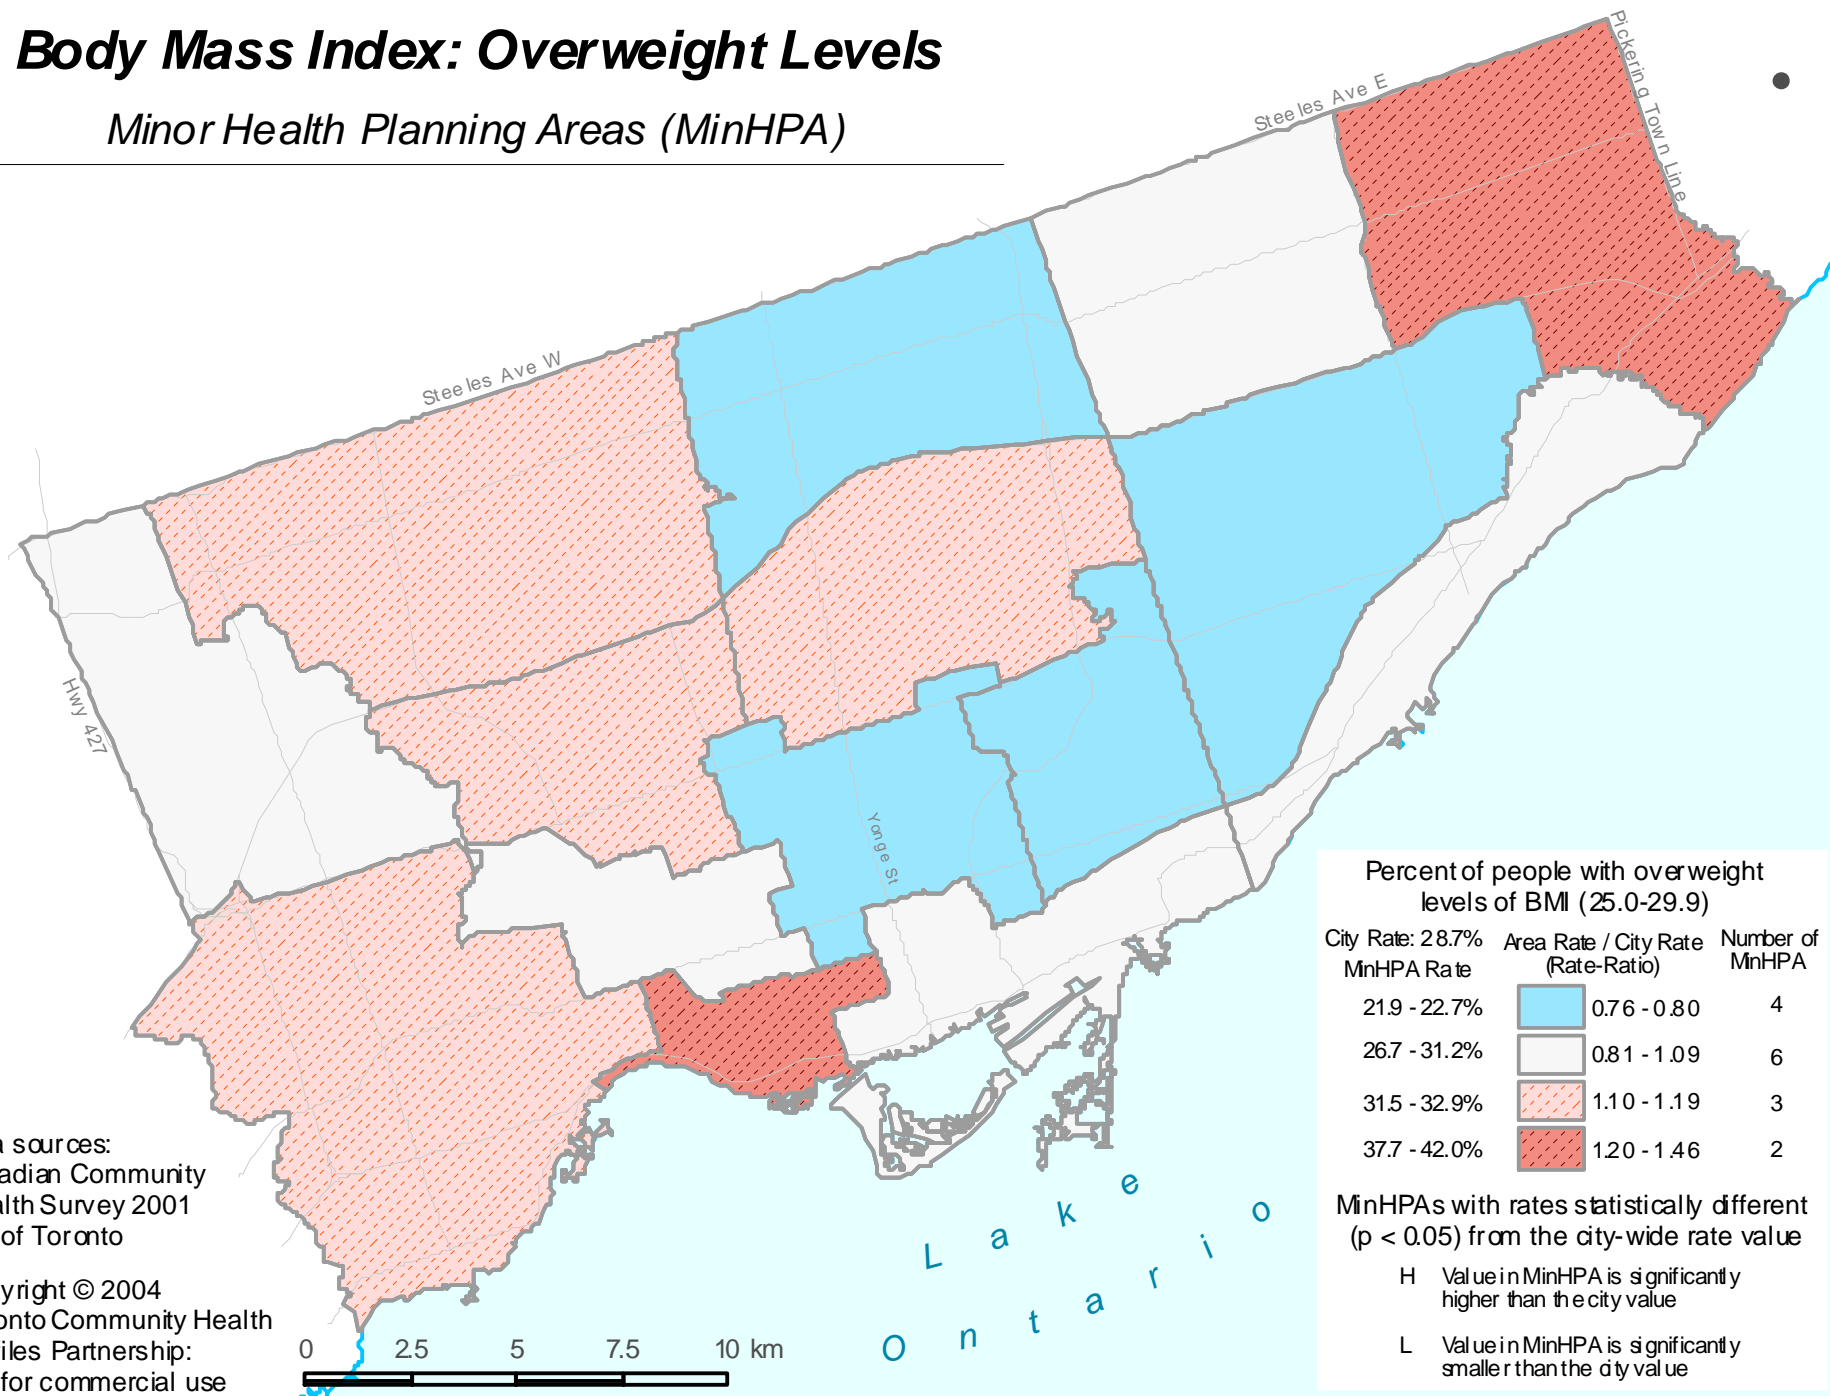 Body Mass Index: Overweight Levels
Minor Health Planning Areas (MinHPA)
Steeles Ave E
Pickering Town Line
Steeles Ave W
Hwy 427
Yonge St
Lake
Ontario
a sources:
adian Community
alth Survey 2001
of Toronto
yright © 2004
onto Community Health
files Partnership:
for commercial use
0 2.5 5 7.5 10 km
Percent of people with overweight
levels of BMI (25.0-29.9)
City Rate: 28.7% Area Rate / City Rate Number of
MinHPA Rate (Rate-Ratio) MinHPA
21.9 - 22.7% 0.76 - 0.80 4
26.7 - 31.2% 0.81 - 1.09 6
31.5 - 32.9% 1.10 - 1.19 3
37.7 - 42.0% 1.20 - 1.46 2
MinHPAs with rates statistically different
(p < 0.05) from the city-wide rate value
H Value in MinHPA is significantly
higher than the city value
L Value in MinHPA is significantly
smaller than the city value